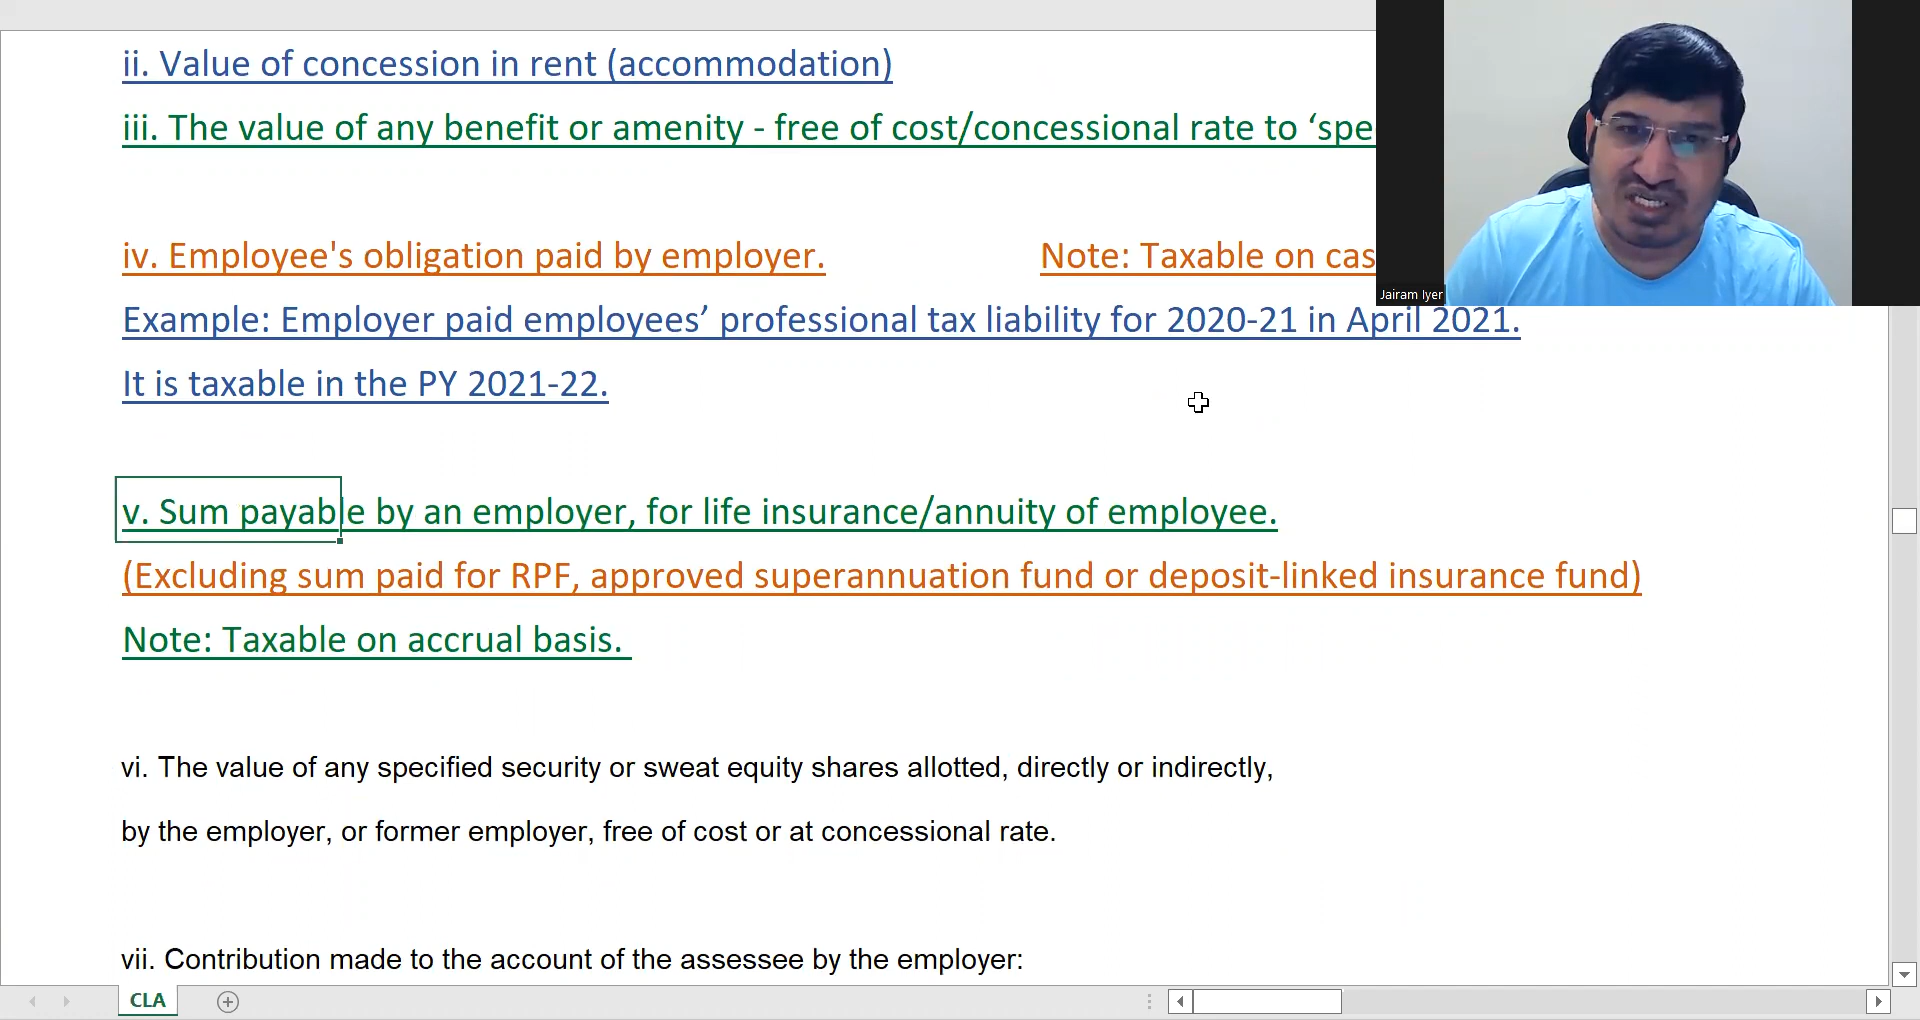 ii. Value of concession in rent (accommodation)
iii. The value of any benefit or amenity - free of cost/concessional rate to ‘spe
iv. Employee's obligation paid by employer. Note: Taxable on cas
Jairam Iyer
Example: Employer paid employees’ professional tax liability for 2020-21 in April 2021.
It is taxable in the PY 2021-22.
v. Sum payable by an employer, for life insurance/annuity of employee.
(Excluding sum paid for RPF, approved superannuation fund or deposit-linked insurance fund)
Note: Taxable on accrual basis.
vi. The value of any specified security or sweat equity shares allotted, directly or indirectly,
by the employer, or former employer, free of cost or at concessional rate.
vii. Contribution made to the account of the assessee by the employer:
CLA